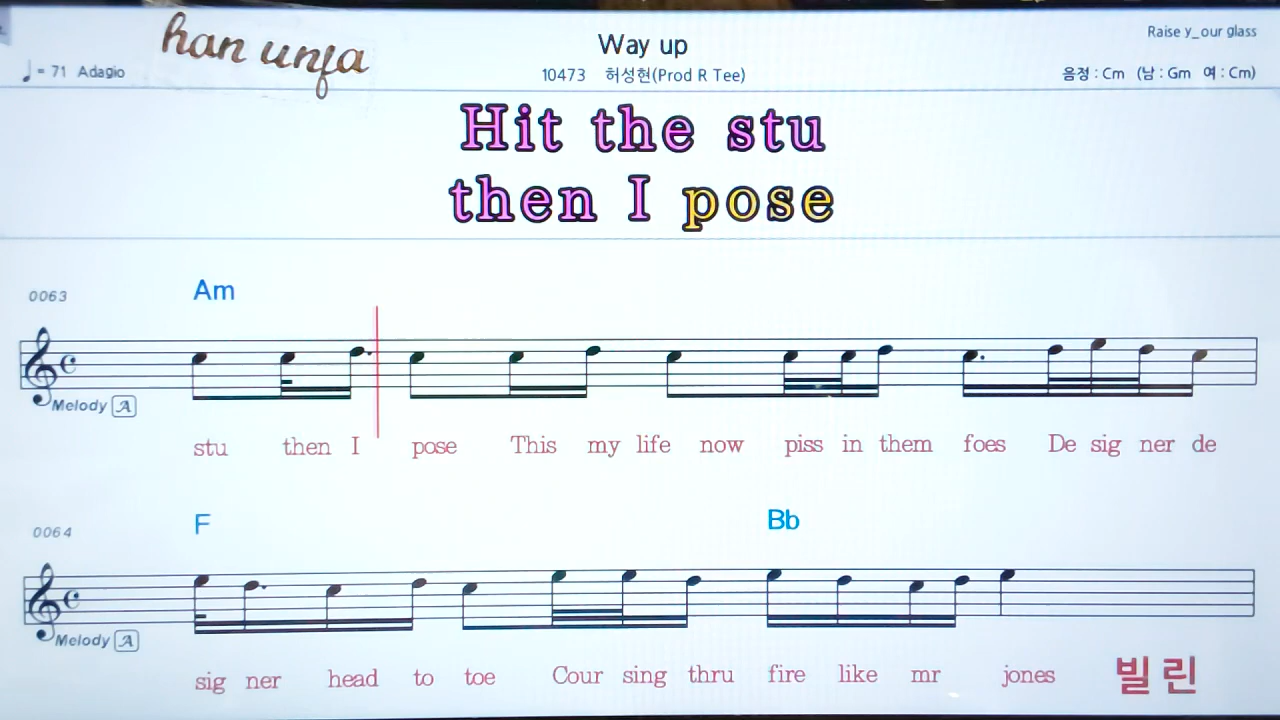 han unja
Way up
Raise y_our glass
♩ = 71 Adagio
10473 허성현(Prod R Tee)
음정 : Cm (남 : Gm 여 : Cm)
Hit the stu
then I pose
0063
Am
Melody A
stu then I pose This my life now piss in them foes De sig ner de
0064
F Bb
Melody A
sig ner head to toe Cour sing thru fire like mr jones 빌 린